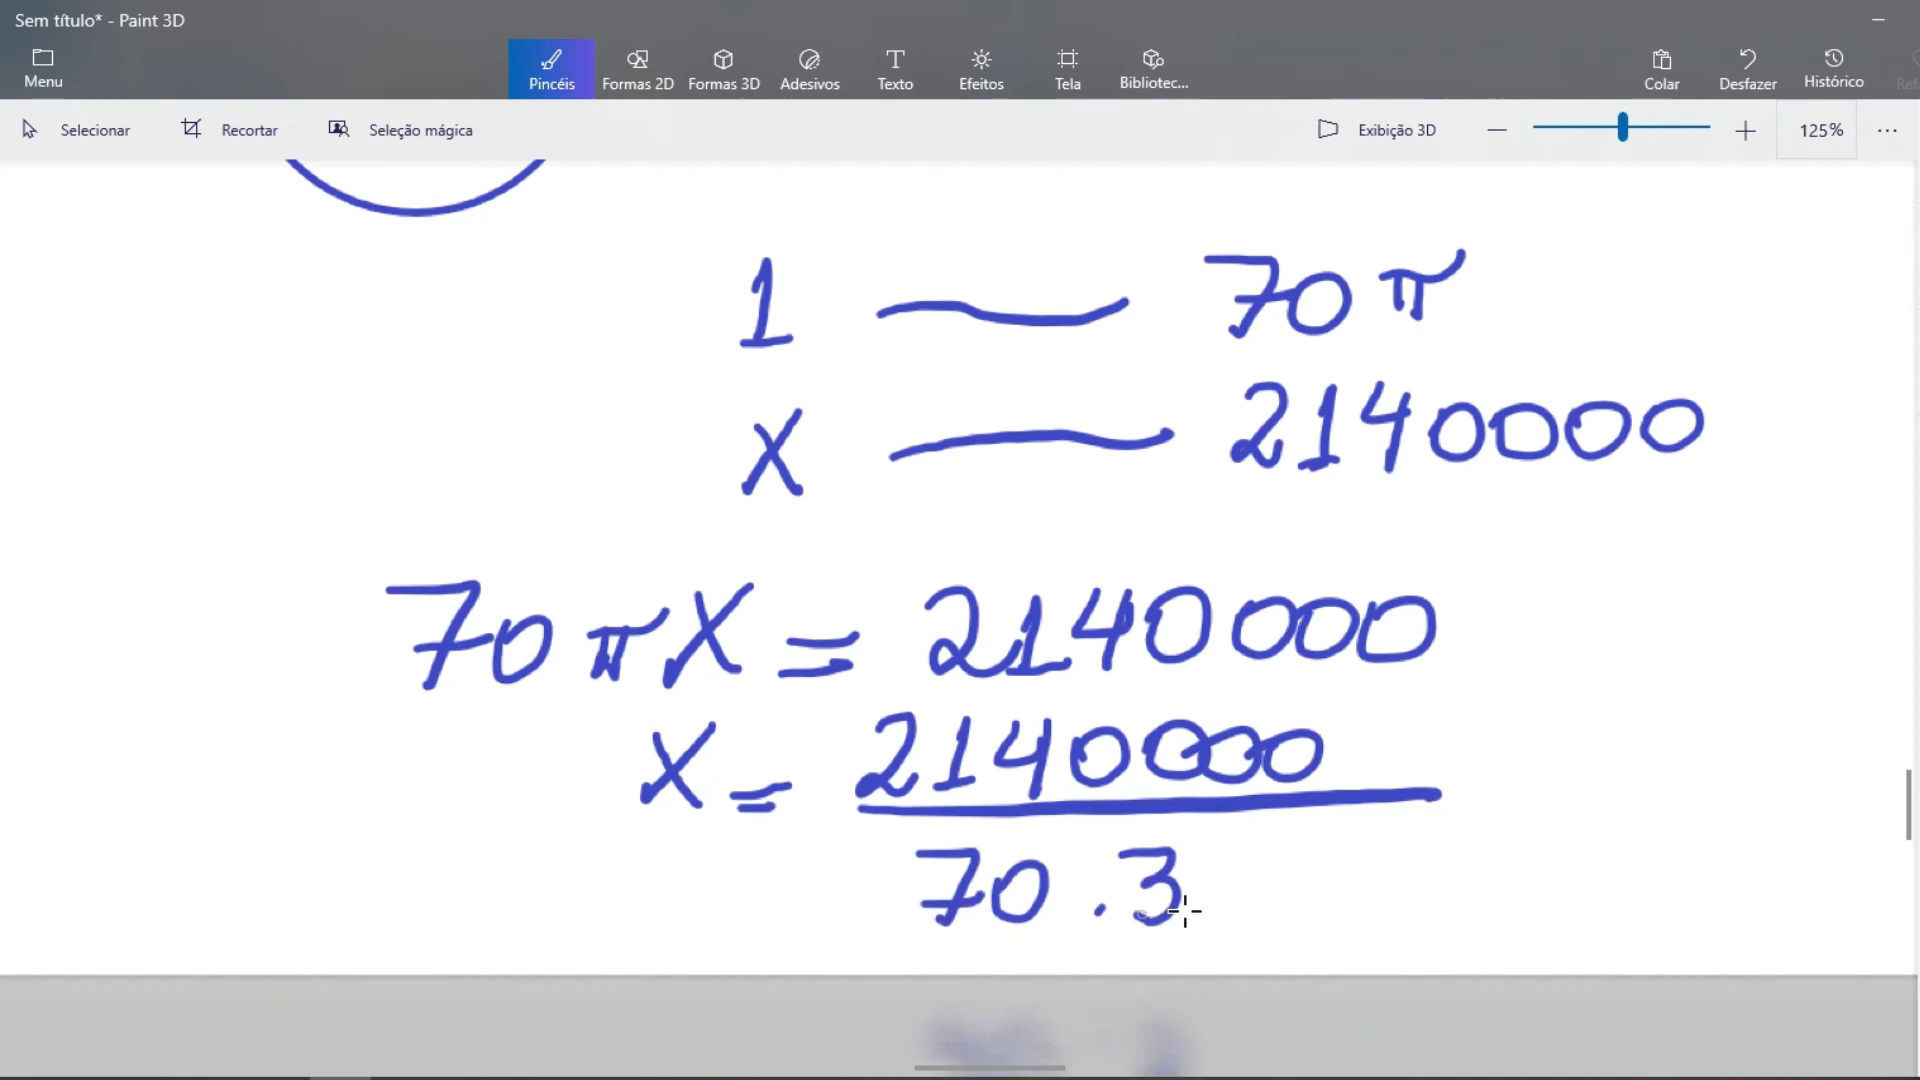 Sem título* - Paint 3D
Menu
Pincéis
Formas 2D
Formas 3D
Adesivos
Texto
Efeitos
Tela
Bibliotec...
Colar
Desfazer
Histórico
Selecionar
Recortar
Seleção mágica
Exibição 3D
125%
1 — 70π
X — 2140000
70πX = 2140000
X = 2140000
70 . 3